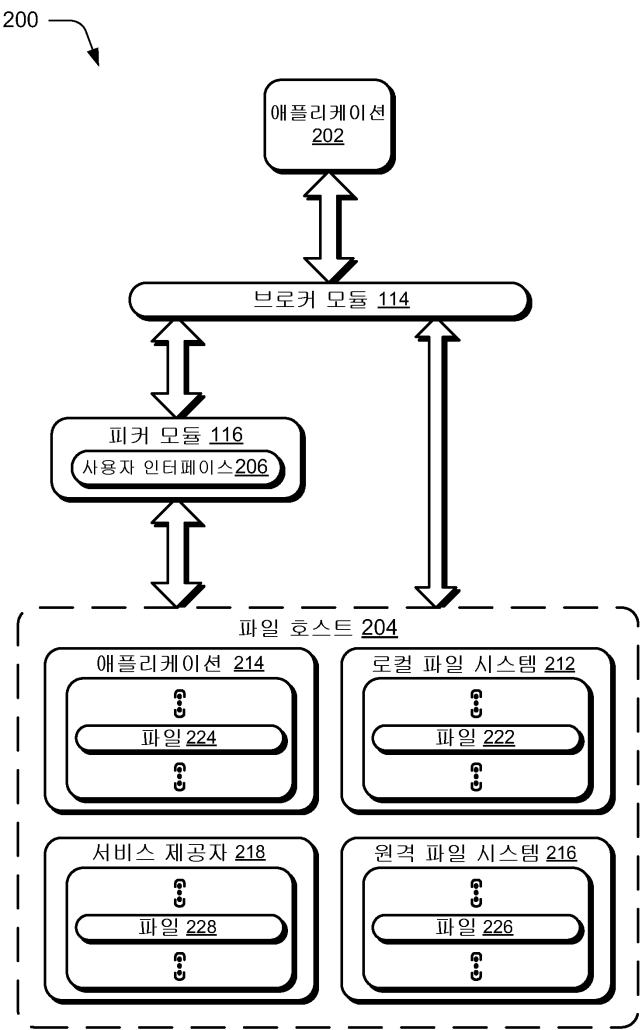 200
애플리케이션
202
브로커 모듈 114
피커 모듈 116
사용자 인터페이스206
파일 호스트 204
애플리케이션 214
파일224
로컬 파일 시스템 212
파일 222
서비스 제공자 218
파일 228
원격 파일 시스템 216
파일 226